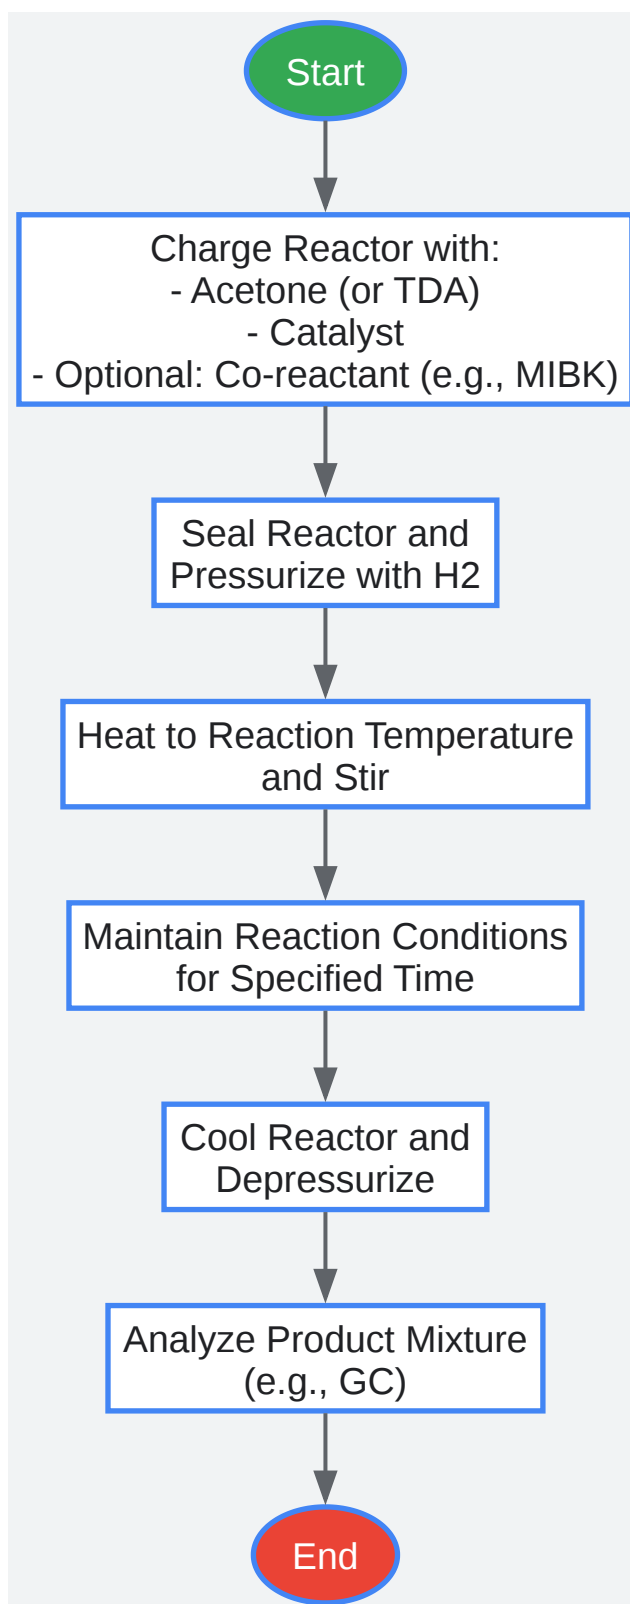 Start
Charge Reactor with:
- Acetone (or TDA)
- Catalyst
- Optional: Co-reactant (e.g., MIBK)
Seal Reactor and
Pressurize with H2
Heat to Reaction Temperature
and Stir
Maintain Reaction Conditions
for Specified Time
Cool Reactor and
Depressurize
Analyze Product Mixture
(e.g., GC)
End